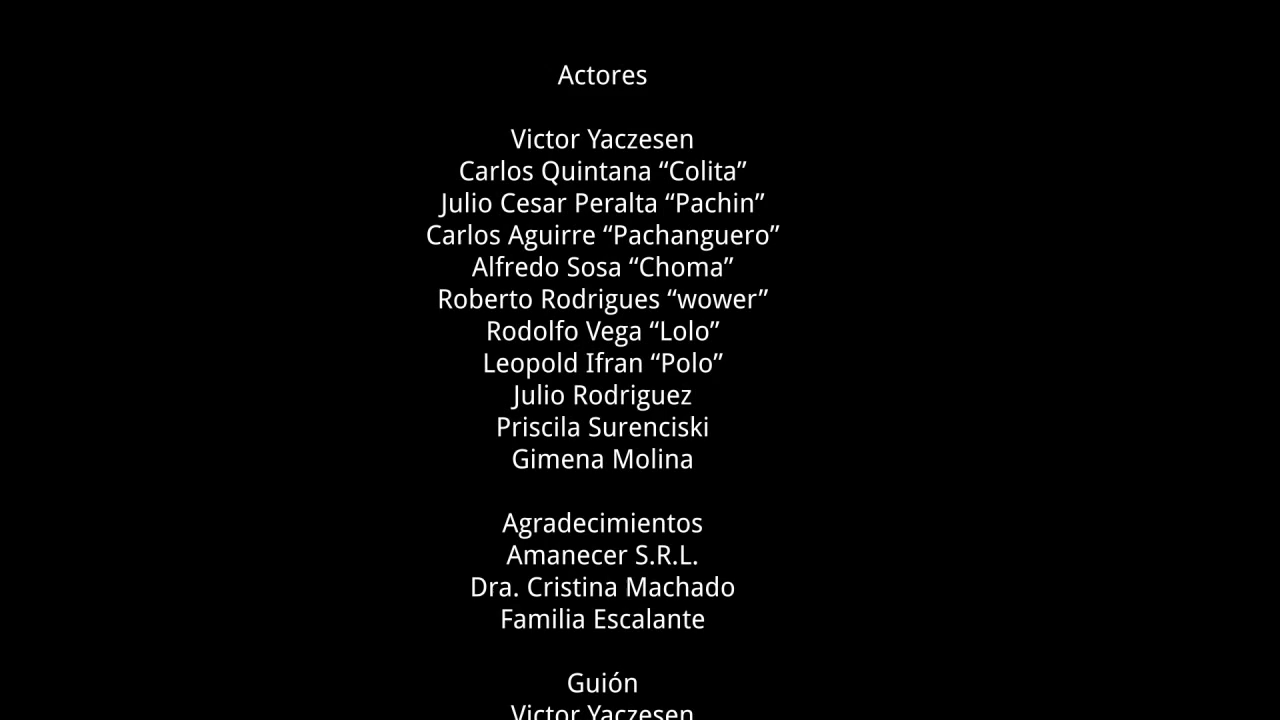 Actores
Victor Yaczesen
Carlos Quintana “Colita”
Julio Cesar Peralta “Pachin”
Carlos Aguirre “Pachanguero”
Alfredo Sosa “Choma”
Roberto Rodrigues “wower”
Rodolfo Vega “Lolo”
Leopold Ifran “Polo”
Julio Rodriguez
Priscila Surenciski
Gimena Molina
Agradecimientos
Amanecer S.R.L.
Dra. Cristina Machado
Familia Escalante
Guión
Victor Yaczesen